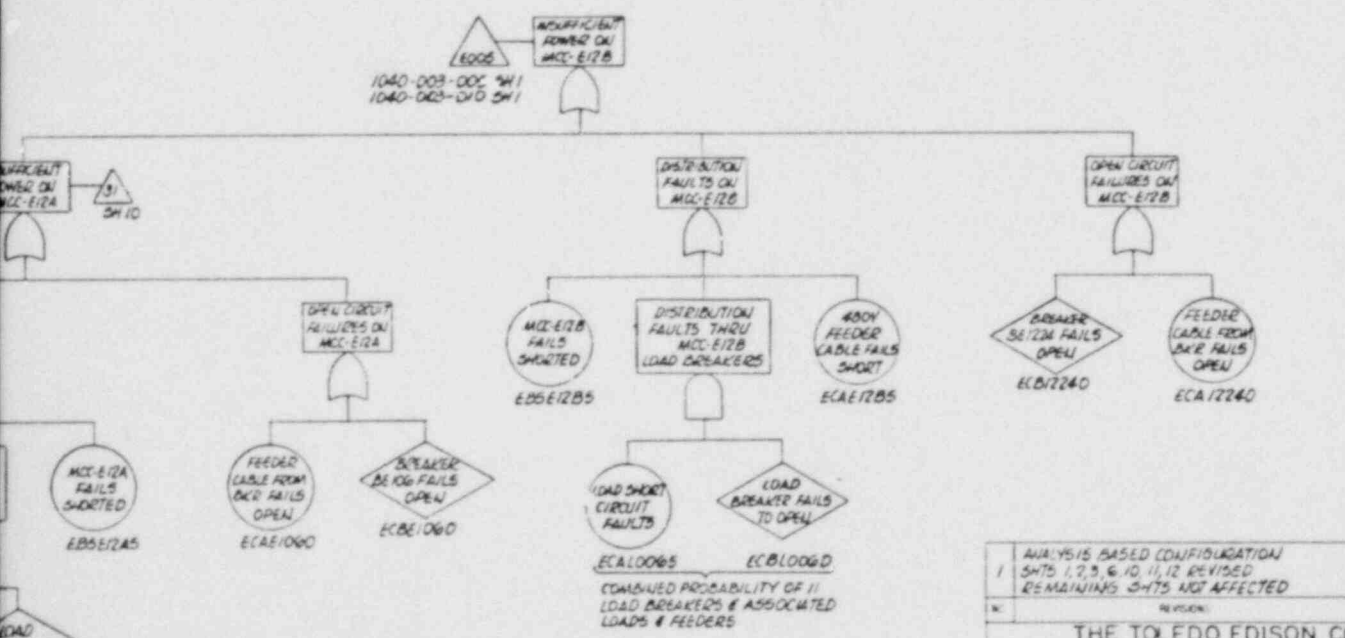 INSUFFICIENT
POWER ON
MCC-E12B
E005
1040-003-00C SH 1
1040-003-010 SH 1
SUFFICIENT
POWER ON
MCC-E12A
31
SH 10
DISTRIBUTION
FAULTS ON
MCC-E12B
OPEN CIRCUIT
FAILURES ON
MCC-E12B
OPEN CIRCUIT
FAILURES ON
MCC-E12A
MCC-E12B
FAILS
SHORTED
EBSE12BS
DISTRIBUTION
FAULTS THRU
MCC-E12B
LOAD BREAKERS
480V
FEEDER
CABLE FAILS
SHORT
ECAE12BS
BREAKER
BE1224 FAILS
OPEN
ECB1224O
FEEDER
CABLE FROM
BKR FAILS
OPEN
ECA1224O
MCC-E12A
FAILS
SHORTED
EBSE12AS
FEEDER
CABLE FROM
BKR FAILS
OPEN
ECAE106O
BREAKER
BE106 FAILS
OPEN
ECBE106O
LOAD SHORT
CIRCUIT
FAULTS
ECAL006S
LOAD
BREAKER FAILS
TO OPEN
ECBL006O
COMBINED PROBABILITY OF 11
LOAD BREAKERS & ASSOCIATED
LOADS & FEEDERS
LOAD
1 ANALYSIS BASED CONFIGURATION
SHTS 1, 2, 3, 6, 10, 11, 12 REVISED
REMAINING SHTS NOT AFFECTED
REVISIONS
THE TOLEDO EDISON C